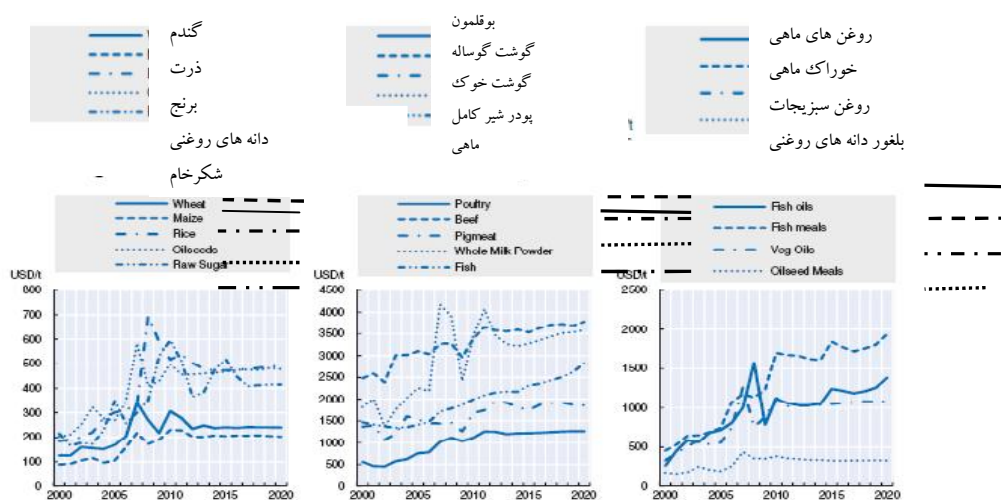 گندم
ذرت
برنج
دانه های روغنی
شکرخام
بوقلمون
گوشت گوساله
گوشت خوک
پودر شیر کامل
ماهی
روغن های ماهی
خوراک ماهی
روغن سبزیجات
بلغور دانه های روغنی
Wheat
Maize
Rice
Oilseeds
Raw Sugar
USD/t
800
700
600
500
400
300
200
100
0
2000 2005 2010 2015 2020
Poultry
Beef
Pigmeat
Whole Milk Powder
Fish
USD/t
4500
4000
3500
3000
2500
2000
1500
1000
500
0
2000 2005 2010 2015 2020
Fish oils
Fish meals
Veg Oils
Oilseed Meals
USD/t
2500
2000
1500
1000
500
0
2000 2005 2010 2015 2020